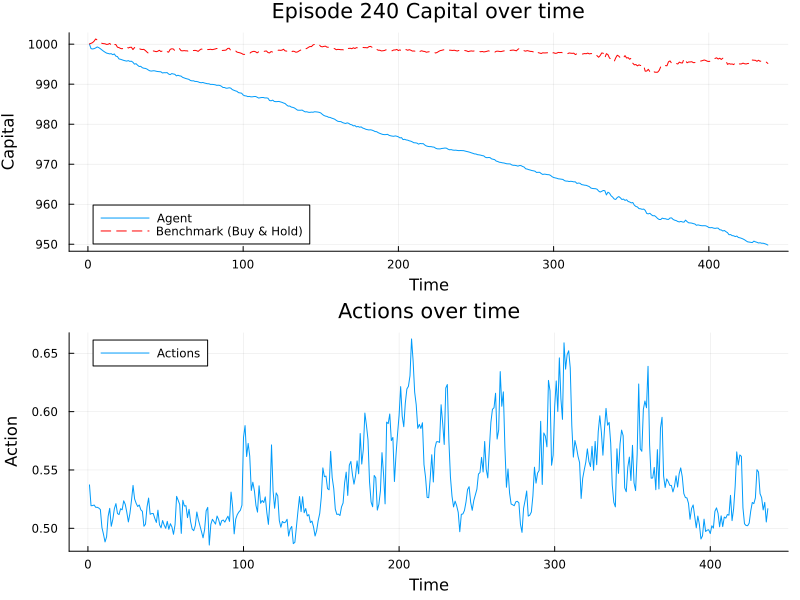 Episode 240 Capital over time
1000
990
980
970
960
950
Capital
Agent
Benchmark (Buy & Hold)
0 100 200 300 400
Time
Actions over time
0.65
0.60
0.55
0.50
Action
Actions
0 100 200 300 400
Time